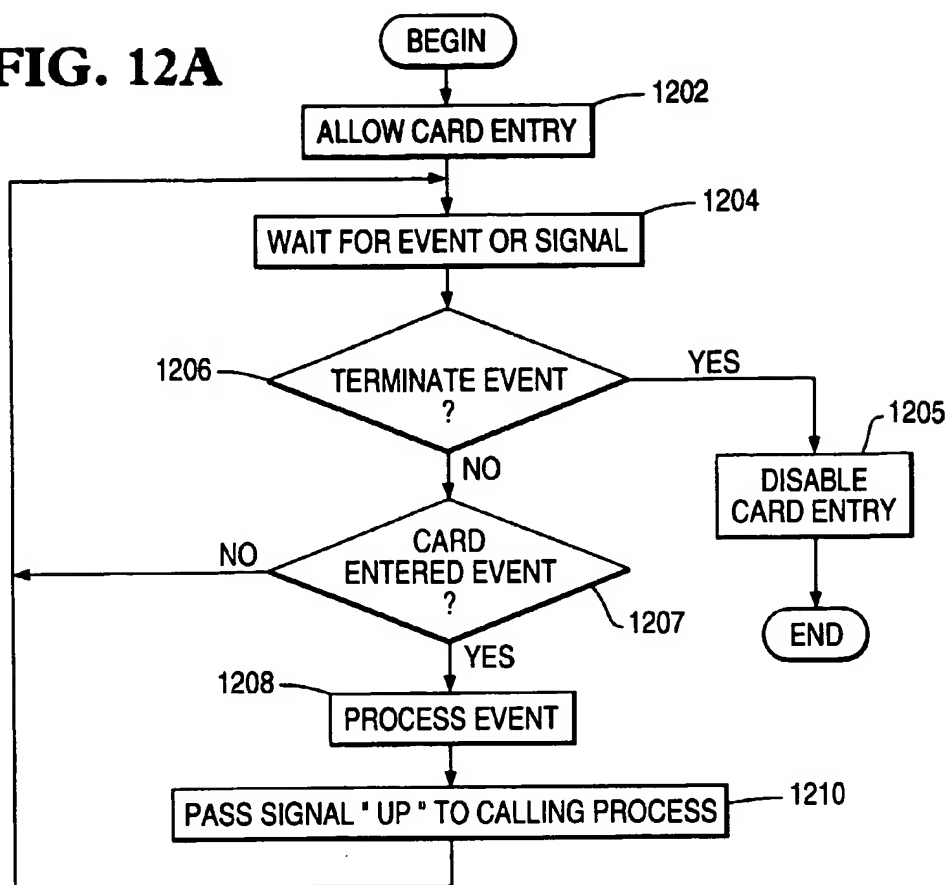 FIG. 12A
BEGIN
1202
ALLOW CARD ENTRY
1204
WAIT FOR EVENT OR SIGNAL
1206
TERMINATE EVENT
?
YES
1205
DISABLE
CARD ENTRY
NO
CARD
ENTERED EVENT
?
NO
1207
END
YES
1208
PROCESS EVENT
1210
PASS SIGNAL " UP " TO CALLING PROCESS